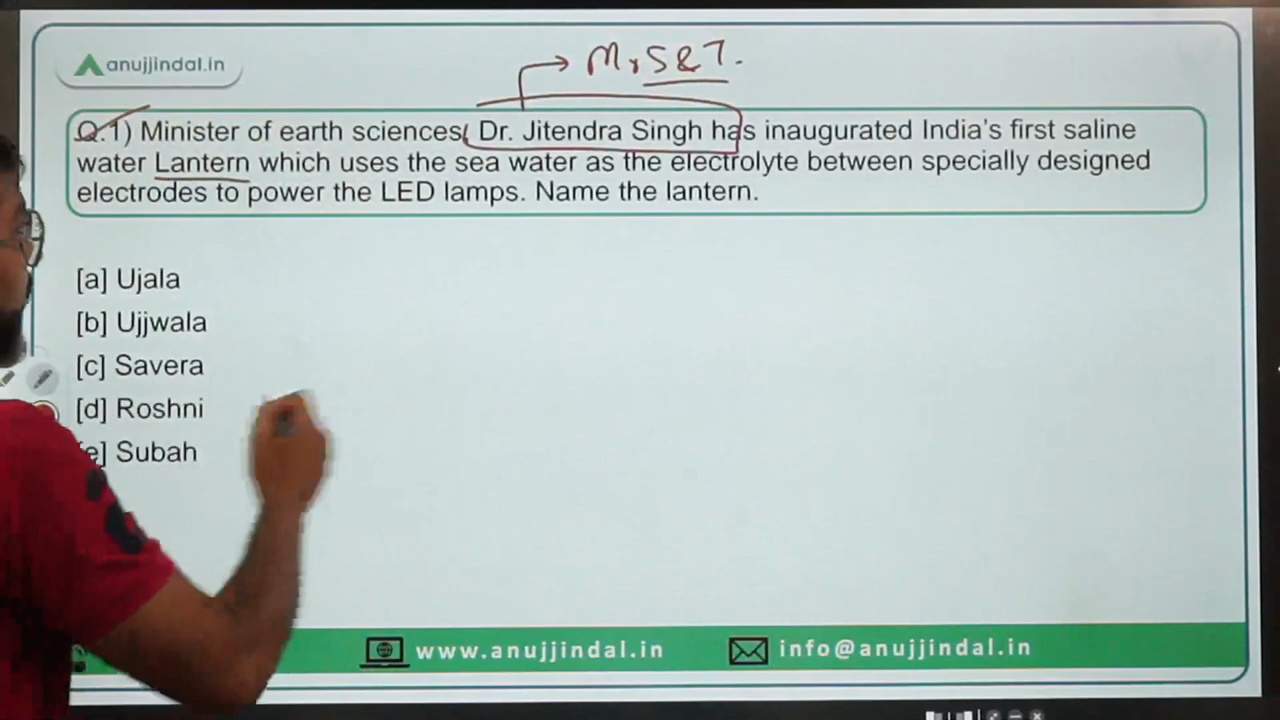 anujjindal.in
M, S&T.
Q.1) Minister of earth sciences, Dr. Jitendra Singh has inaugurated India's first saline
water Lantern which uses the sea water as the electrolyte between specially designed
electrodes to power the LED lamps. Name the lantern.
[a] Ujala
[b] Ujjwala
[c] Savera
[d] Roshni
e] Subah
www.anujjindal.in
info@anujjindal.in